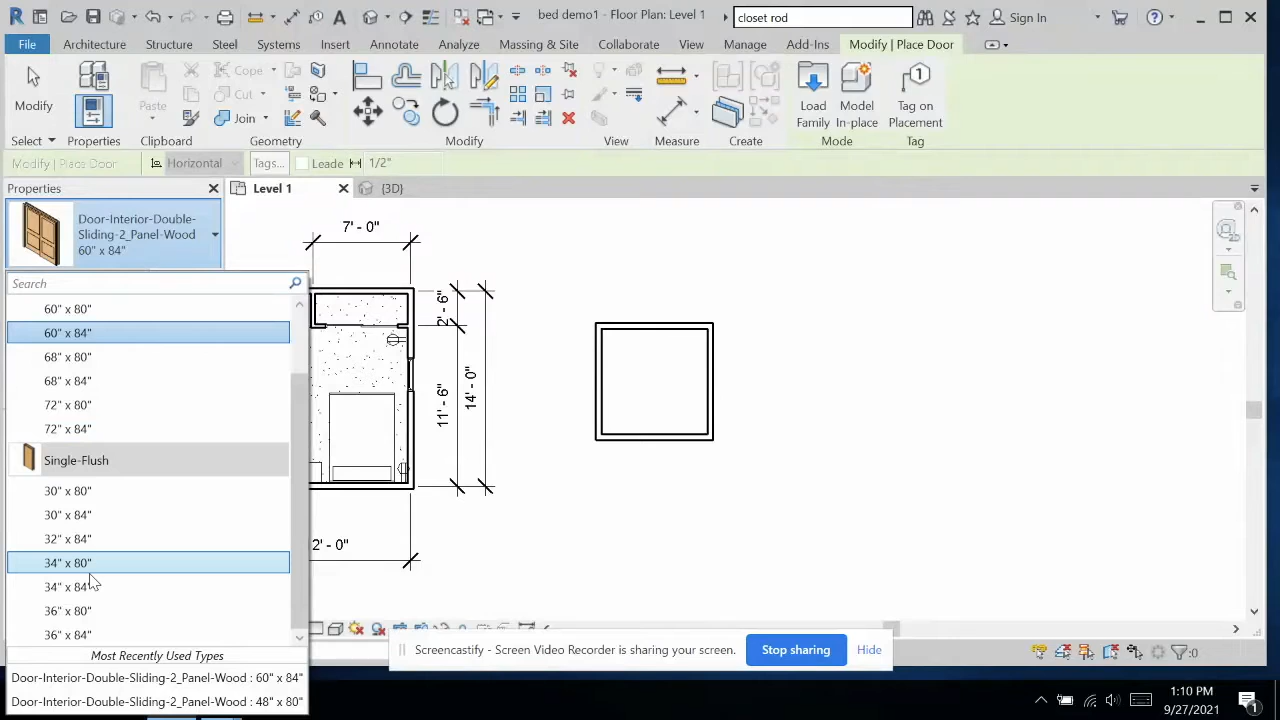 bed demo1 - Floor Plan: Level 1
closet rod
Sign In
File
Architecture
Structure
Steel
Systems
Insert
Annotate
Analyze
Massing & Site
Collaborate
View
Manage
Add-Ins
Modify | Place Door
Modify
Paste
Cope
Cut
Join
Load Family
Model In-place
Tag on Placement
Select
Properties
Clipboard
Geometry
Modify
View
Measure
Create
Mode
Tag
Modify | Place Door
Horizontal
Tags...
Leade
1/2"
Properties
Level 1
{3D}
Door-Interior-Double-
Sliding-2_Panel-Wood
60" x 84"
Search
60" x 80"
60" x 84"
68" x 80"
68" x 84"
72" x 80"
72" x 84"
Single-Flush
30" x 80"
30" x 84"
32" x 84"
34" x 80"
34" x 84"
36" x 80"
36" x 84"
Most Recently Used Types
Door-Interior-Double-Sliding-2_Panel-Wood : 60" x 84"
Door-Interior-Double-Sliding-2_Panel-Wood : 48" x 80"
7' - 0"
2' - 6"
11' - 6"
14' - 0"
2' - 0"
Screencastify - Screen Video Recorder is sharing your screen.
Stop sharing
Hide
:0
1:10 PM
9/27/2021